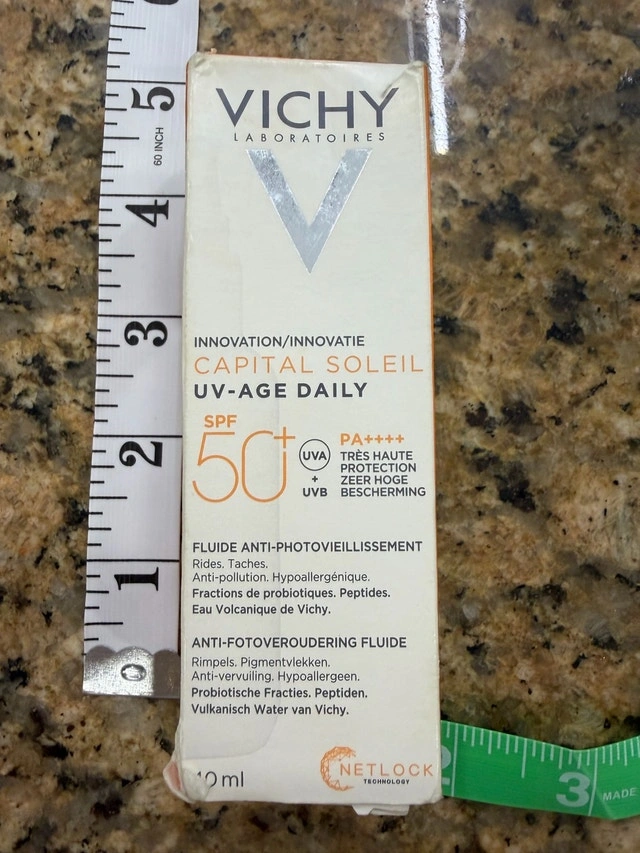 VICHY
LABORATOIRES
INNOVATION/INNOVATIE
CAPITAL SOLEIL
UV-AGE DAILY
SPF
50+
UVA
+
UVB
PA++++
TRÈS HAUTE
PROTECTION
ZEER HOGE
BESCHERMING
FLUIDE ANTI-PHOTOVIEILLISSEMENT
Rides. Taches.
Anti-pollution. Hypoallergénique.
Fractions de probiotiques. Peptides.
Eau Volcanique de Vichy.
ANTI-FOTOVEROUDERING FLUIDE
Rimpels. Pigmentvlekken.
Anti-vervuiling. Hypoallergeen.
Probiotische Fracties. Peptiden.
Vulkanisch Water van Vichy.
40 ml
NETLOCK
TECHNOLOGY
5
60 INCH
4
3
2
1
0
2
3
MADE